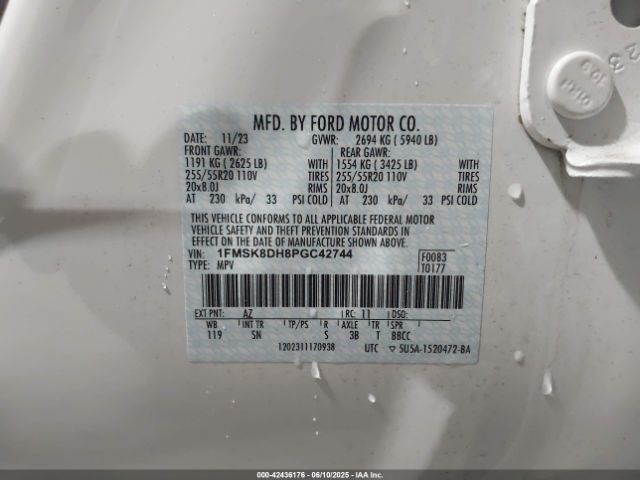 MFD. BY FORD MOTOR CO.
DATE: 11/23 GVWR: 2694 KG ( 5940 LB)
FRONT GAWR: REAR GAWR:
1191 KG ( 2625 LB) WITH 1554 KG ( 3425 LB) WITH
255/55R20 110V TIRES 255/55R20 110V TIRES
20x8.0J RIMS 20x8.0J RIMS
AT 230 kPa/ 33 PSI COLD AT 230 kPa/ 33 PSI COLD
THIS VEHICLE CONFORMS TO ALL APPLICABLE FEDERAL MOTOR
VEHICLE SAFETY AND THEFT PREVENTION STANDARDS IN
EFFECT ON THE DATE OF MANUFACTURE SHOWN ABOVE.
VIN: 1FMSK8DH8PGC42744 F0083
TYPE: MPV T0177
EXT PNT: AZ RC: 11 DSO:
WB INT TR TP/PS R AXLE TR SPR
119 SN S 3B T BBCC
1202311170938 UTC ▽ 5U5A-1520472-BA
000-42436176 - 06/10/2025 - IAA Inc.